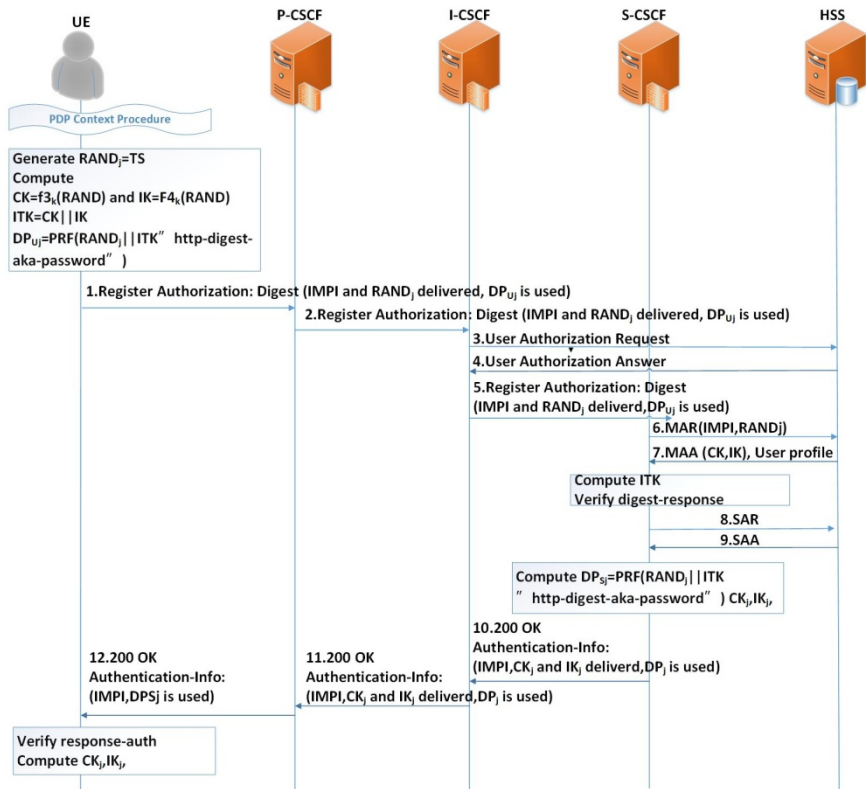 UE
P-CSCF
I-CSCF
S-CSCF
HSS
PDP Context Procedure
Generate RANDj=TS
Compute
CK=f3k(RAND) and IK=F4k(RAND)
ITK=CK||IK
DPUj=PRF(RANDj||ITK” http-digest-
aka-password”)
1.Register Authorization: Digest (IMPI and RANDj delivered, DPUj is used)
2.Register Authorization: Digest (IMPI and RANDj delivered, DPUj is used)
3.User Authorization Request
4.User Authorization Answer
5.Register Authorization: Digest
(IMPI and RANDj deliverd,DPUj is used)
6.MAR(IMPI,RANDj)
7.MAA (CK,IK), User profile
Compute ITK
Verify digest-response
8.SAR
9.SAA
Compute DPSj=PRF(RANDj||ITK
” http-digest-aka-password”) CKj,IKj,
10.200 OK
Authentication-Info:
(IMPI,CKj and IKj deliverd,DPj is used)
11.200 OK
Authentication-Info:
(IMPI,CKj and IKj deliverd,DPj is used)
12.200 OK
Authentication-Info:
(IMPI,DPSj is used)
Verify response-auth
Compute CKj,IKj,